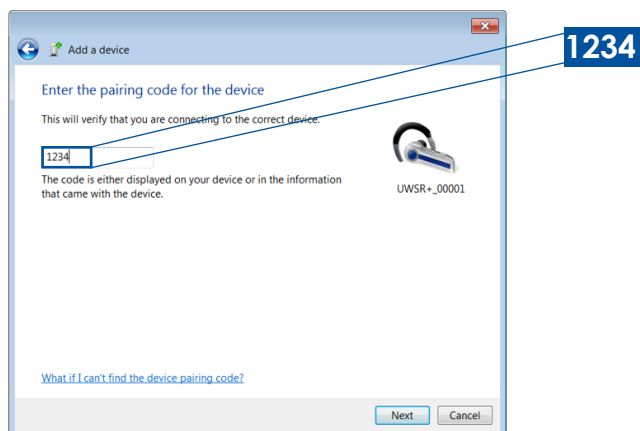 Add a device
1234
Enter the pairing code for the device
This will verify that you are connecting to the correct device.
1234
The code is either displayed on your device or in the information
that came with the device.
UWSR+_00001
What if I can't find the device pairing code?
Next Cancel